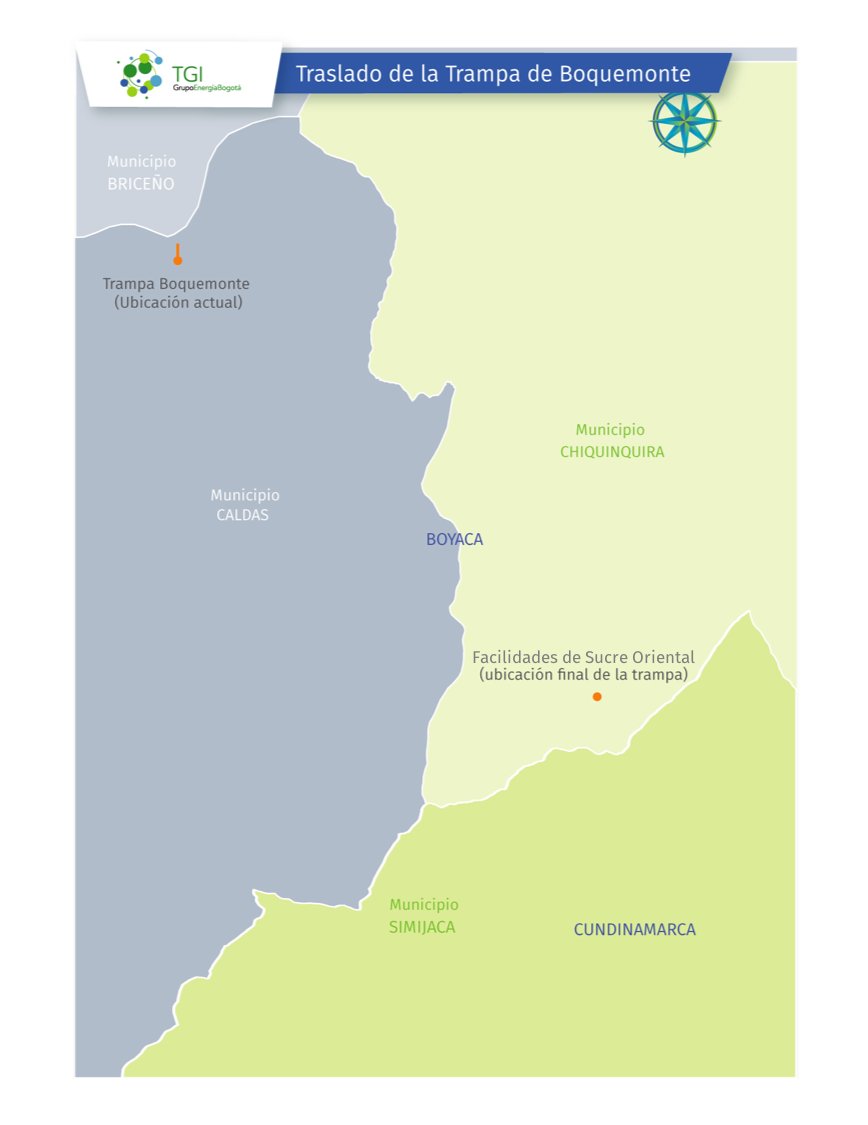 TGI
GrupoEnergíaBogotá
Traslado de la Trampa de Boquemonte
Municipio
BRICEÑO
Trampa Boquemonte
(Ubicación actual)
Municipio
CHIQUINQUIRA
Municipio
CALDAS
BOYACA
Facilidades de Sucre Oriental
(ubicación final de la trampa)
Municipio
SIMIJACA
CUNDINAMARCA